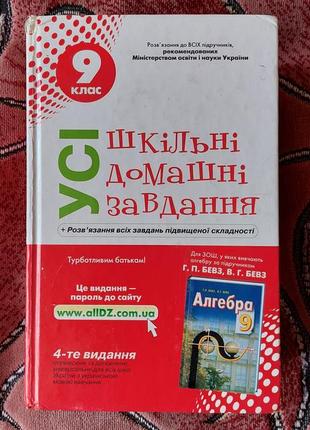 9
клас
Розв'язання до ВСІХ підручників,
рекомендованих
Міністерством освіти і науки України
УСІ
ШКІЛЬНІ
ДОМАШНІ
ЗАВДАННЯ
+ Розв'язання всіх завдань підвищеної складності
Турботливим батькам!
Це видання —
пароль до сайту
www.allDZ.com.ua
4-те видання
Для ЗОШ, у яких вивчають
алгебру за підручником
Г. П. БЕВЗ, В. Г. БЕВЗ
Алгебра
9